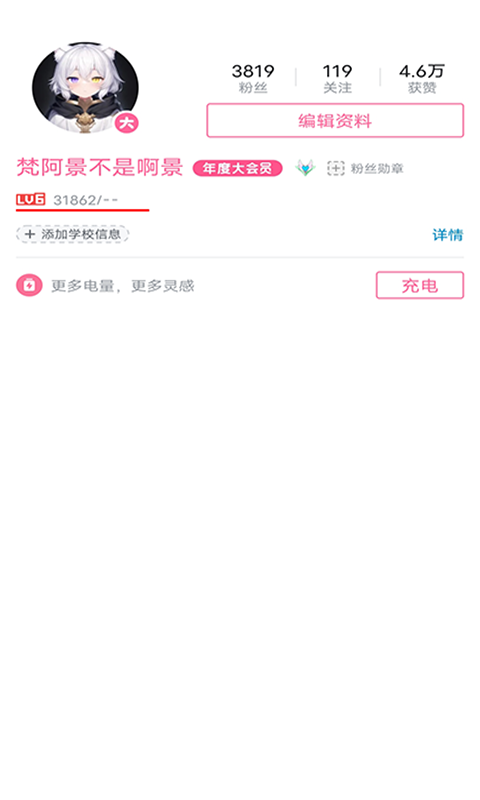 3819 119 4.6万
粉丝 关注 获赞
大
编辑资料
梵阿景不是啊景 年度大会员 粉丝勋章
LV6 31862/--
+ 添加学校信息 详情
更多电量，更多灵感 充电